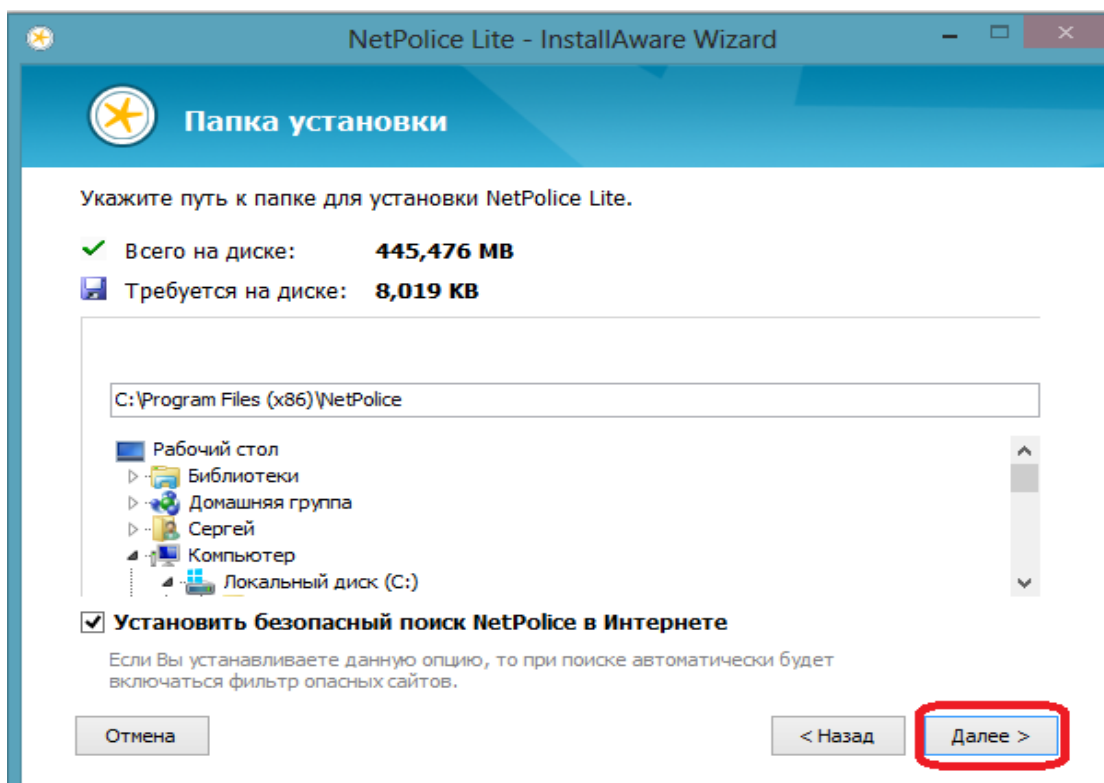 NetPolice Lite - InstallAware Wizard
Папка установки
Укажите путь к папке для установки NetPolice Lite.
Всего на диске: 445,476 MB
Требуется на диске: 8,019 KB
C:\Program Files (x86)\NetPolice
Рабочий стол
Библиотеки
Домашняя группа
Сергей
Компьютер
Локальный диск (C:)
Установить безопасный поиск NetPolice в Интернете
Если Вы устанавливаете данную опцию, то при поиске автоматически будет
включаться фильтр опасных сайтов.
Отмена
< Назад
Далее >